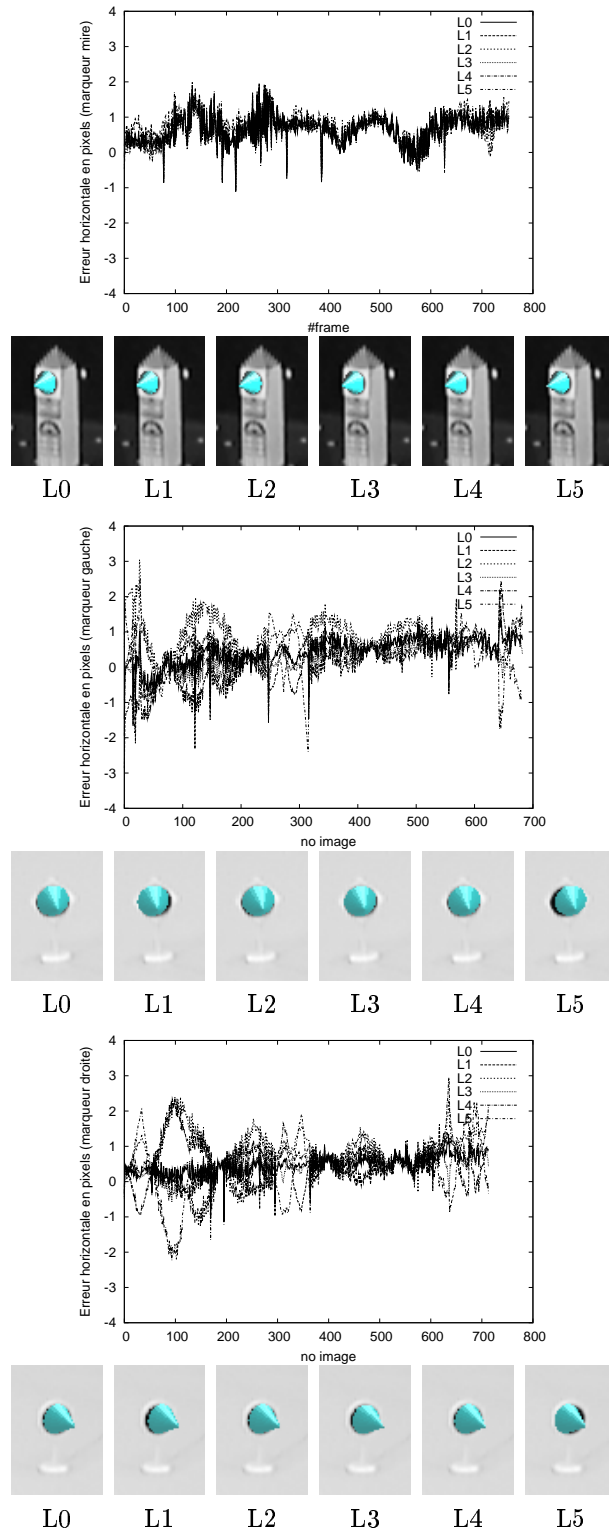 Erreur horizontale en pixels (marqueur mire)
4
3
2
1
0
-1
-2
-3
-4
0 100 200 300 400 500 600 700 800
#frame
L0
L1
L2
L3
L4
L5
L0 L1 L2 L3 L4 L5
Erreur horizontale en pixels (marqueur gauche)
4
3
2
1
0
-1
-2
-3
-4
0 100 200 300 400 500 600 700
no image
L0
L1
L2
L3
L4
L5
L0 L1 L2 L3 L4 L5
Erreur horizontale en pixels (marqueur droite)
4
3
2
1
0
-1
-2
-3
-4
0 100 200 300 400 500 600 700 800
no image
L0
L1
L2
L3
L4
L5
L0 L1 L2 L3 L4 L5